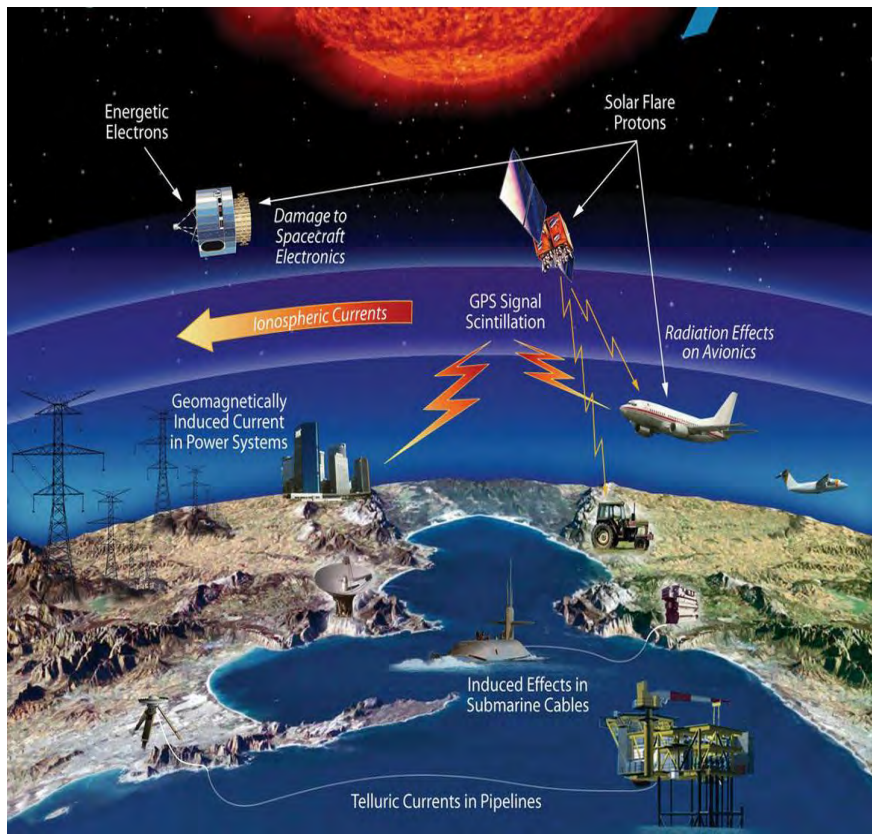 Energetic
Electrons
Solar Flare
Protons
Damage to
Spacecraft
Electronics
Ionospheric Currents
GPS Signal
Scintillation
Radiation Effects
on Avionics
Geomagnetically
Induced Current
in Power Systems
Induced Effects in
Submarine Cables
Telluric Currents in Pipelines